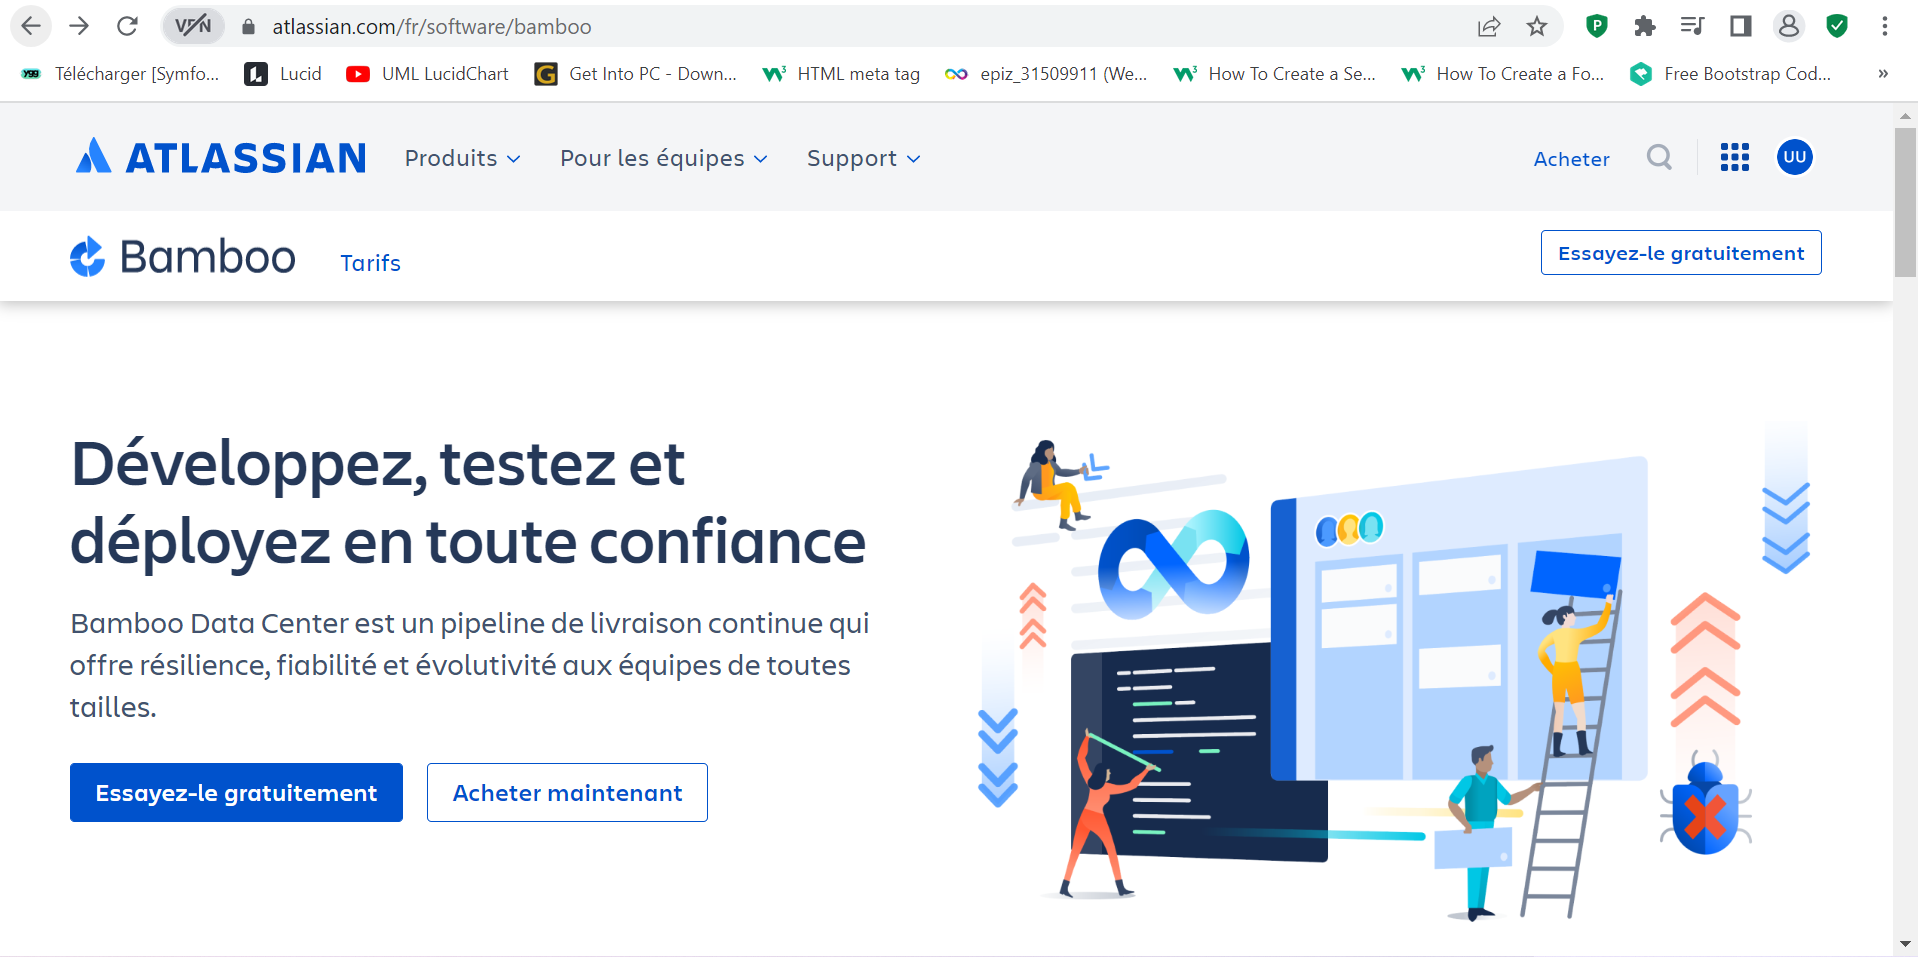 VPN
atlassian.com/fr/software/bamboo
Télécharger [Symfo...
Lucid
UML LucidChart
Get Into PC - Down...
HTML meta tag
epiz_31509911 (We...
How To Create a Se...
How To Create a Fo...
Free Bootstrap Cod...
»
ATLASSIAN
Produits
Pour les équipes
Support
Acheter
UU
Bamboo
Tarifs
Essayez-le gratuitement
Développez, testez et
déployez en toute confiance
Bamboo Data Center est un pipeline de livraison continue qui
offre résilience, fiabilité et évolutivité aux équipes de toutes
tailles.
Essayez-le gratuitement
Acheter maintenant